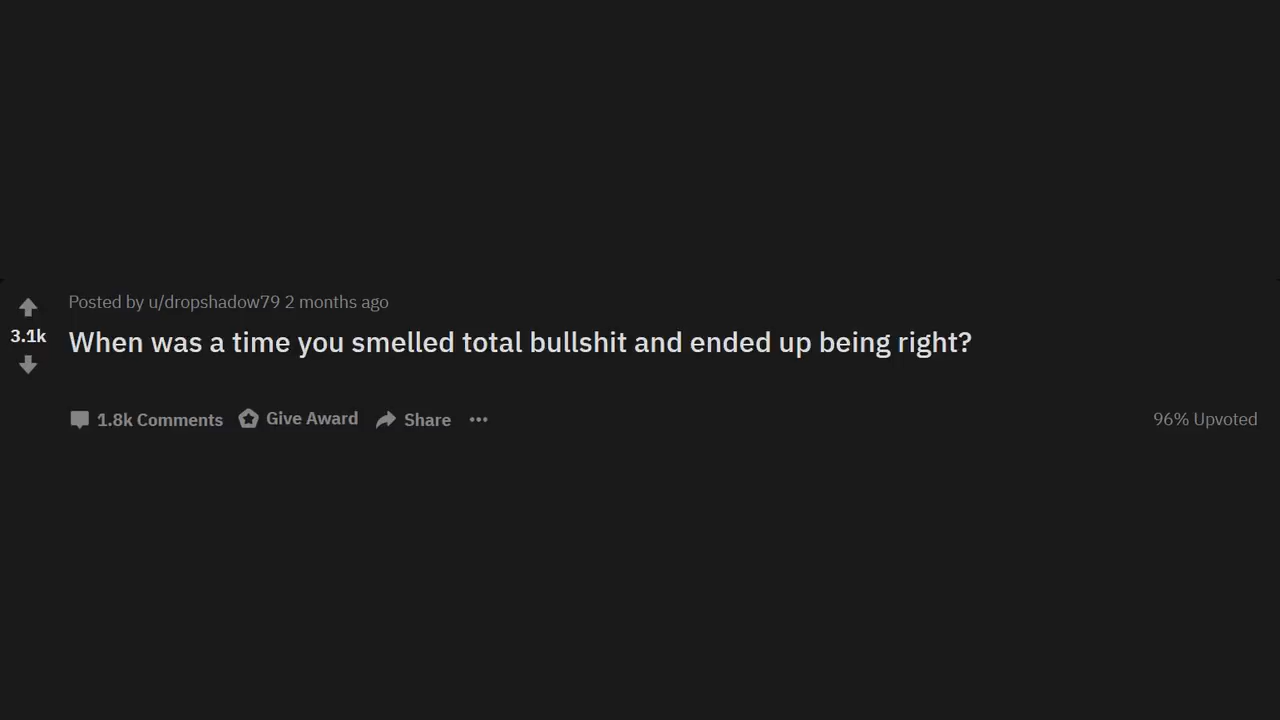 Posted by u/dropshadow79 2 months ago
3.1k
When was a time you smelled total bullshit and ended up being right?
1.8k Comments Give Award Share ••• 96% Upvoted